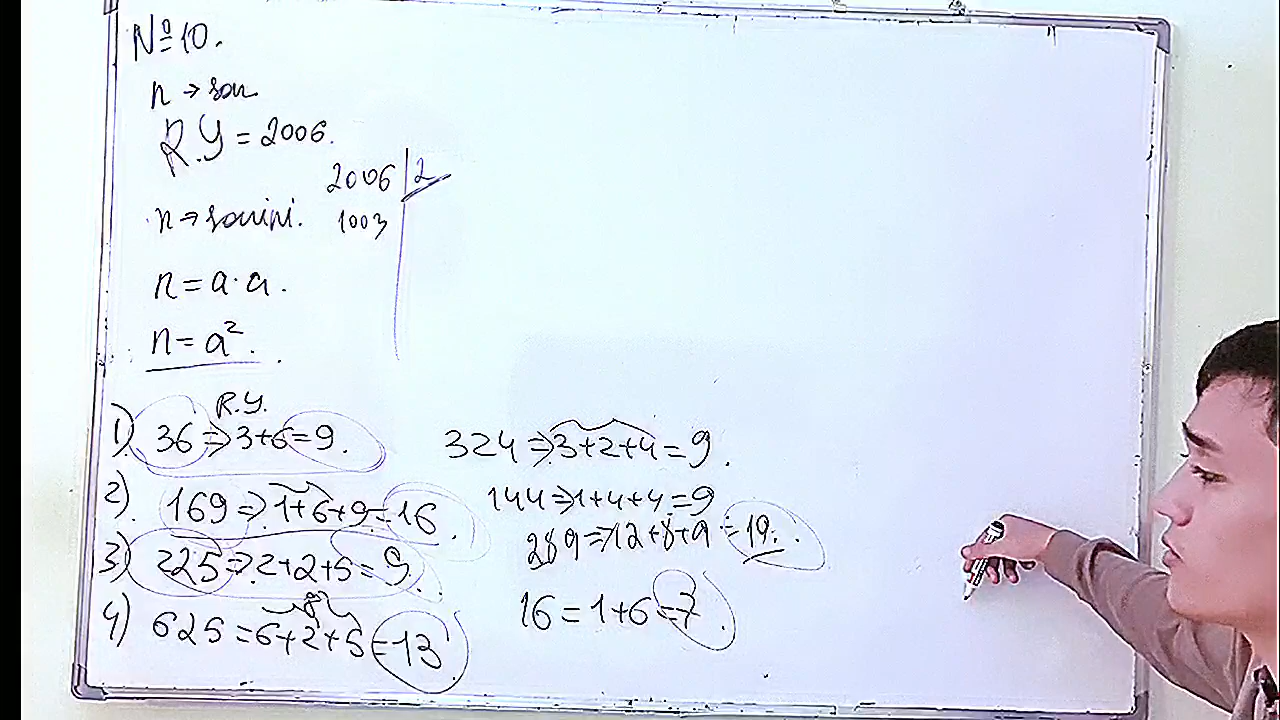 №10.
n → son
R.Y = 2006.
2006 | 2
n → sonini. 1003
n = a · a.
n = a².
R.Y.
1) 36 ⇒ 3+6=9.
2) 169 ⇒ 1+6+9=16.
3) 225 ⇒ 2+2+5=9.
8
4) 625 = 6+2+5=13
324 ⇒ 3+2+4=9.
144 ⇒ 1+4+4=9
289 ⇒ 2+8+9=19.
16 = 1+6=7.